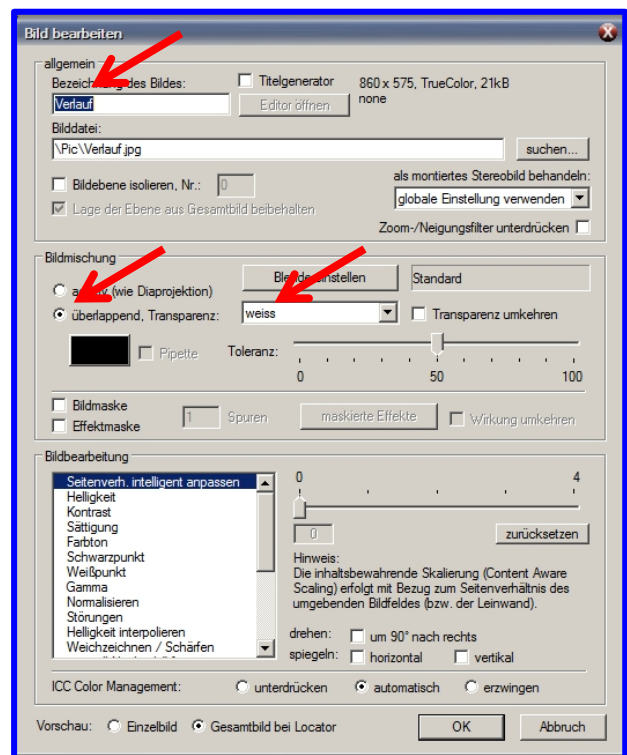 Bild bearbeiten
allgemein
Bezeichnung des Bildes:
Titelgenerator
860 x 575, TrueColor, 21kB
none
Verlauf
Editor öffnen
Bilddatei:
\Pic\Verlauf.jpg
suchen...
als montiertes Stereobild behandeln:
Bildebene isolieren, Nr.: 0
globale Einstellung verwenden
Lage der Ebene aus Gesamtbild beibehalten
Zoom-/Neigungsfilter unterdrücken
Bildmischung
Blende einstellen
Standard
(wie Diaprojektion)
überlappend, Transparenz:
weiss
Transparenz umkehren
Pipette
Toleranz:
0 50 100
Bildmaske
Effektmaske
1 Spuren
maskierte Effekte
Wirkung umkehren
Bildbearbeitung
Seitenverh. intelligent anpassen
Helligkeit
Kontrast
Sättigung
Farbton
Schwarzpunkt
Weißpunkt
Gamma
Normalisieren
Störungen
Helligkeit interpolieren
Weichzeichnen / Schärfen
0 4
0
zurücksetzen
Hinweis:
Die inhaltsbewahrende Skalierung (Content Aware
Scaling) erfolgt mit Bezug zum Seitenverhältnis des
umgebenden Bildfeldes (bzw. der Leinwand).
drehen: um 90° nach rechts
spiegeln: horizontal vertikal
ICC Color Management: unterdrücken automatisch erzwingen
Vorschau: Einzelbild Gesamtbild bei Locator
OK
Abbruch